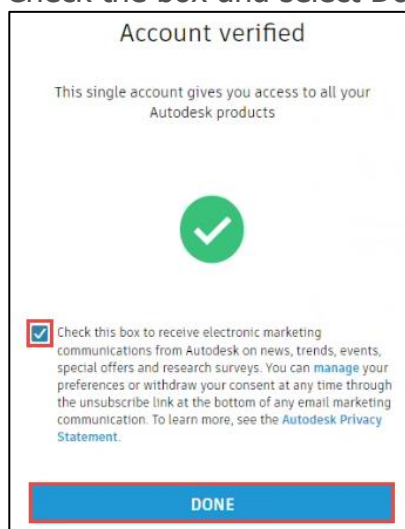 Check the box and select Do
Account verified
This single account gives you access to all your
Autodesk products
Check this box to receive electronic marketing
communications from Autodesk on news, trends, events,
special offers and research surveys. You can manage your
preferences or withdraw your consent at any time through
the unsubscribe link at the bottom of any email marketing
communication. To learn more, see the Autodesk Privacy
Statement.
DONE